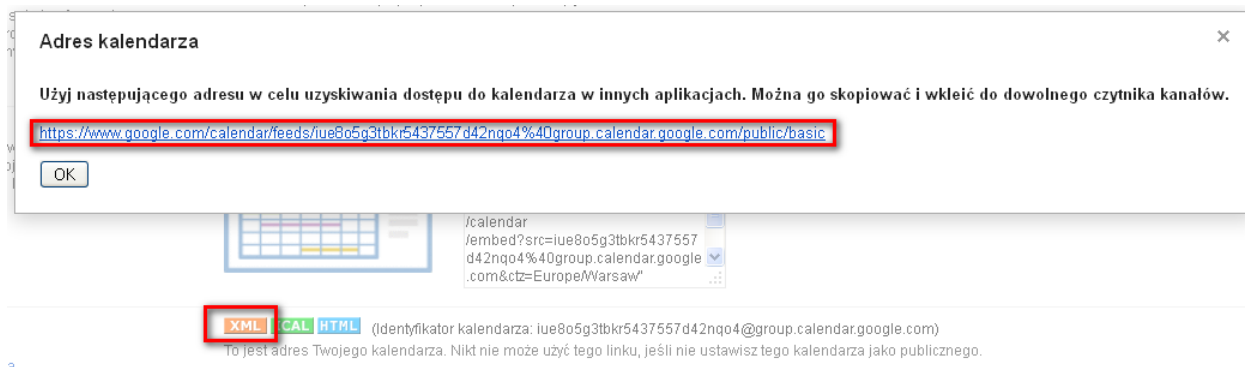 Adres kalendarza
Użyj następującego adresu w celu uzyskiwania dostępu do kalendarza w innych aplikacjach. Można go skopiować i wkleić do dowolnego czytnika kanałów.
https://www.google.com/calendar/feeds/iue8o5g3tbkr5437557d42nqo4%40group.calendar.google.com/public/basic
OK
/calendar
/embed?src=iue8o5g3tbkr5437557
d42nqo4%40group.calendar.google
.com&ctz=Europe/Warsaw"
XML ICAL HTML (Identyfikator kalendarza: iue8o5g3tbkr5437557d42nqo4@group.calendar.google.com)
To jest adres Twojego kalendarza. Nikt nie może użyć tego linku, jeśli nie ustawisz tego kalendarza jako publicznego.